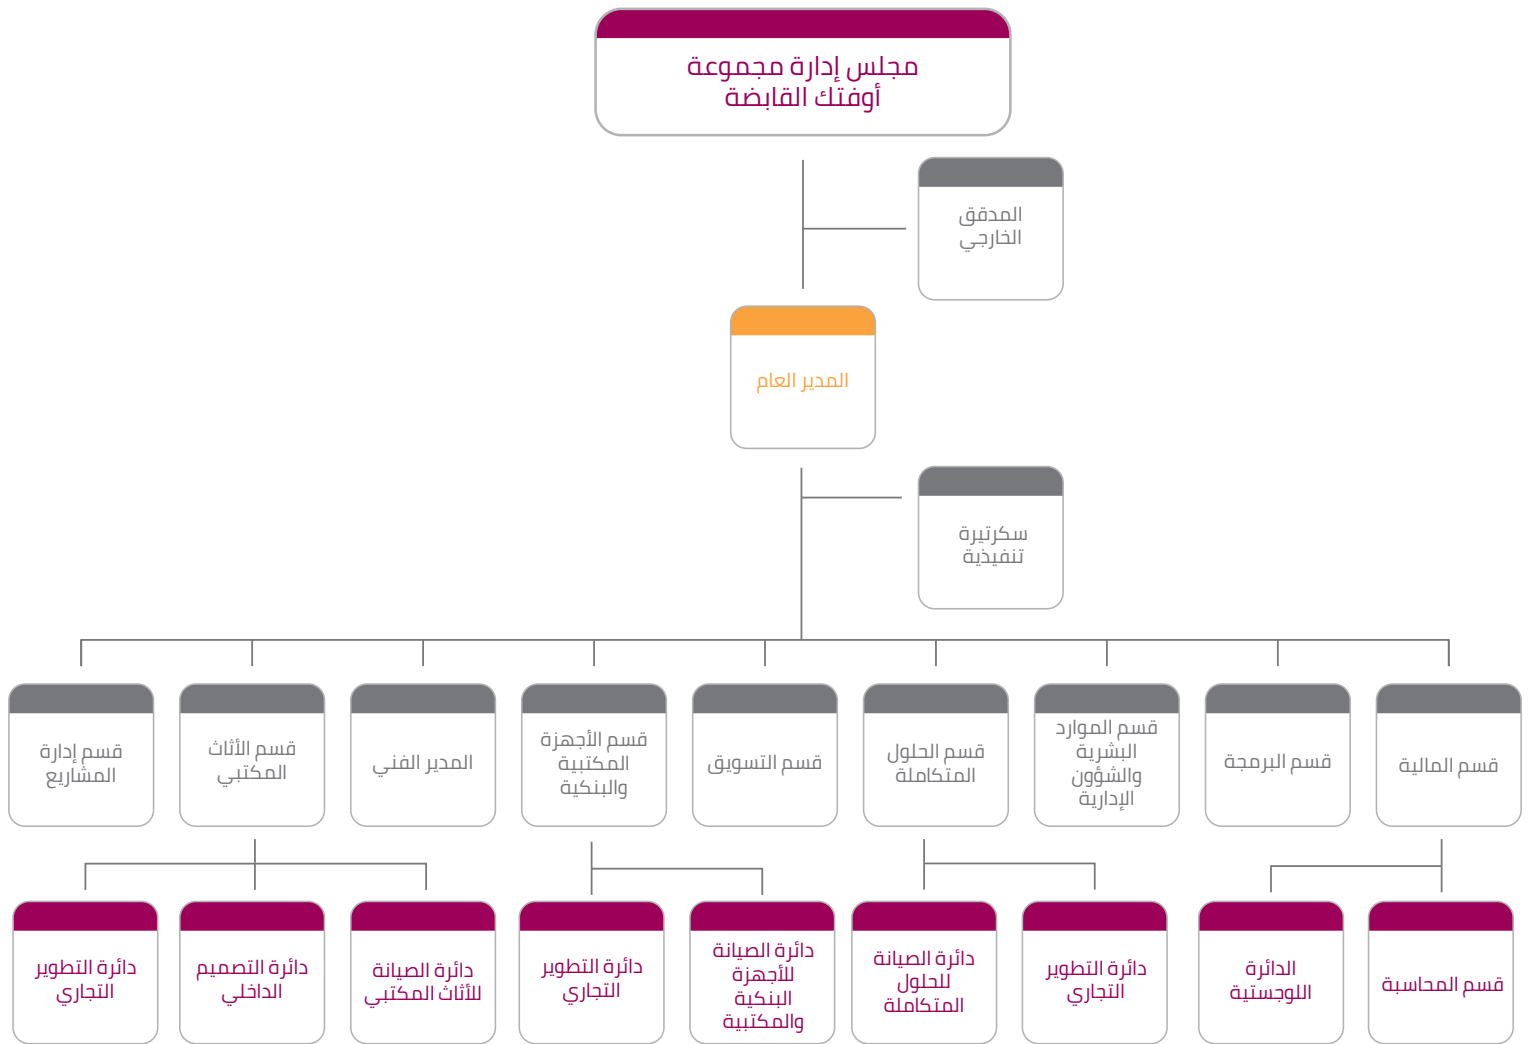 مجلس إدارة مجموعة
أوفتك القابضة
المدقق
الخارجي
المدير العام
سكرتيرة
تنفيذية
قسم المالية
قسم البرمجة
قسم الموارد
البشرية
والشؤون
الإدارية
قسم الحلول
المتكاملة
قسم التسويق
قسم الأجهزة
المكتبية
والبنكية
المدير الفني
قسم الأثاث
المكتبي
قسم إدارة
المشاريع
قسم المحاسبة
الدائرة
اللوجستية
دائرة التطوير
التجاري
دائرة الصيانة
للحلول
المتكاملة
دائرة الصيانة
للأجهزة
البنكية
والمكتبية
دائرة التطوير
التجاري
دائرة الصيانة
للأثاث المكتبي
دائرة التصميم
الداخلي
دائرة التطوير
التجاري